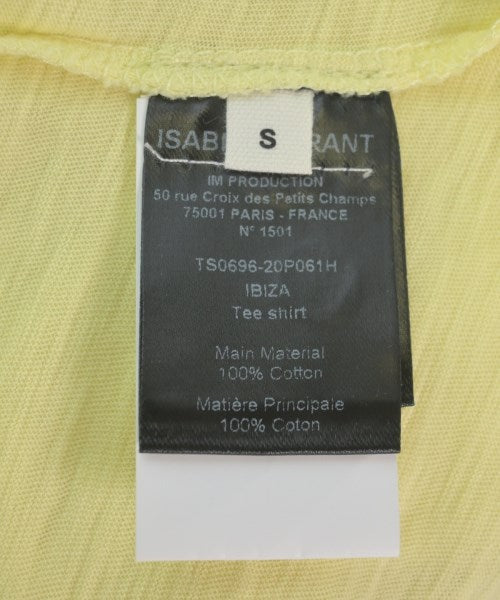 S
ISAB RANT
IM PRODUCTION
50 rue Croix des Petits Champs
75001 PARIS - FRANCE
N° 1501
TS0696-20P061H
IBIZA
Tee shirt
Main Material
100% Cotton
Matière Principale
100% Coton